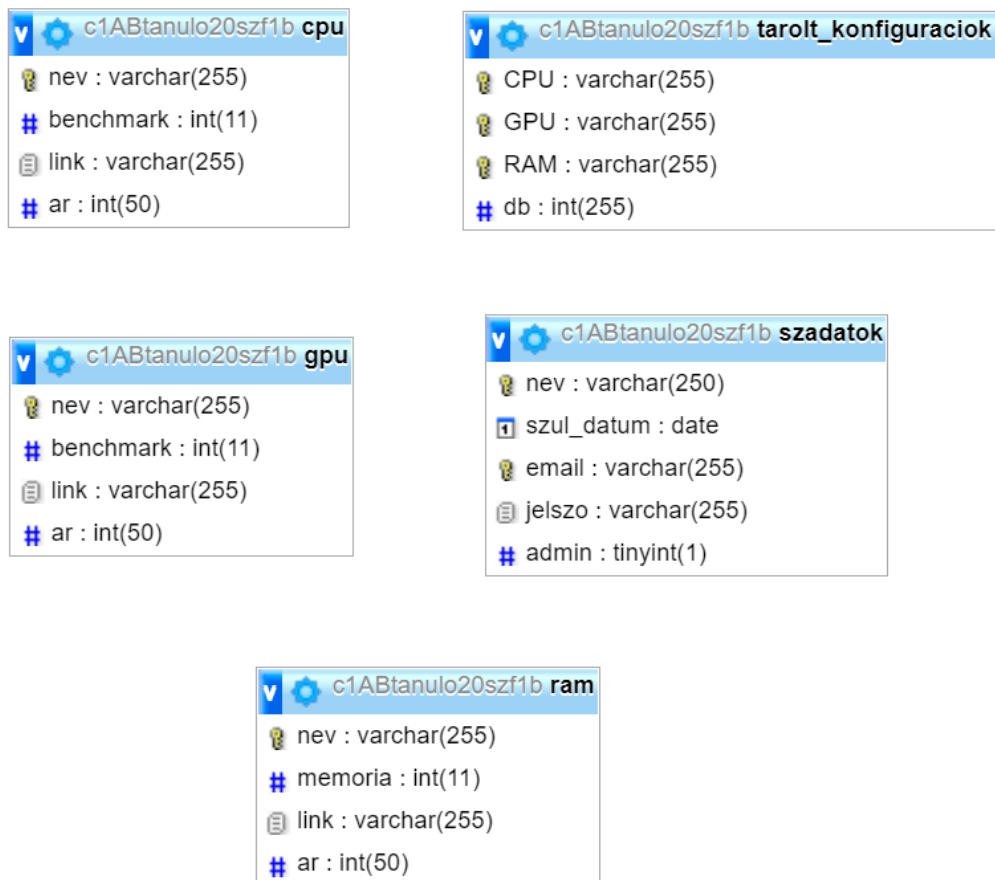 c1ABtanulo20szf1b cpu
nev : varchar(255)
benchmark : int(11)
link : varchar(255)
ar : int(50)
c1ABtanulo20szf1b tarolt_konfiguraciok
CPU : varchar(255)
GPU : varchar(255)
RAM : varchar(255)
db : int(255)
c1ABtanulo20szf1b gpu
nev : varchar(255)
benchmark : int(11)
link : varchar(255)
ar : int(50)
c1ABtanulo20szf1b szadatok
nev : varchar(250)
szul_datum : date
email : varchar(255)
jelszo : varchar(255)
admin : tinyint(1)
c1ABtanulo20szf1b ram
nev : varchar(255)
memoria : int(11)
link : varchar(255)
ar : int(50)